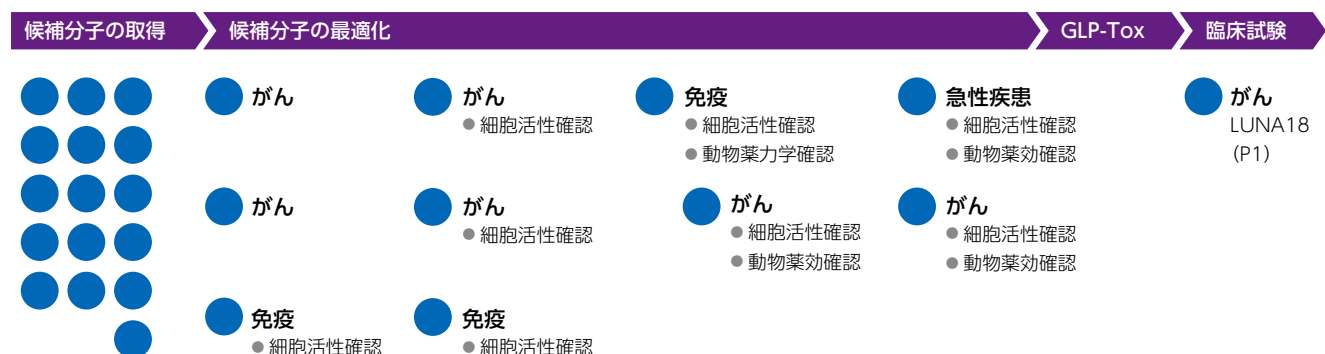 候補分子の取得
候補分子の最適化
GLP-Tox
臨床試験
がん
がん
● 細胞活性確認
免疫
● 細胞活性確認
● 動物薬力学確認
急性疾患
● 細胞活性確認
● 動物薬効確認
がん
LUNA18
(P1)
がん
がん
● 細胞活性確認
がん
● 細胞活性確認
● 動物薬効確認
がん
● 細胞活性確認
● 動物薬効確認
免疫
● 細胞活性確認
免疫
● 細胞活性確認